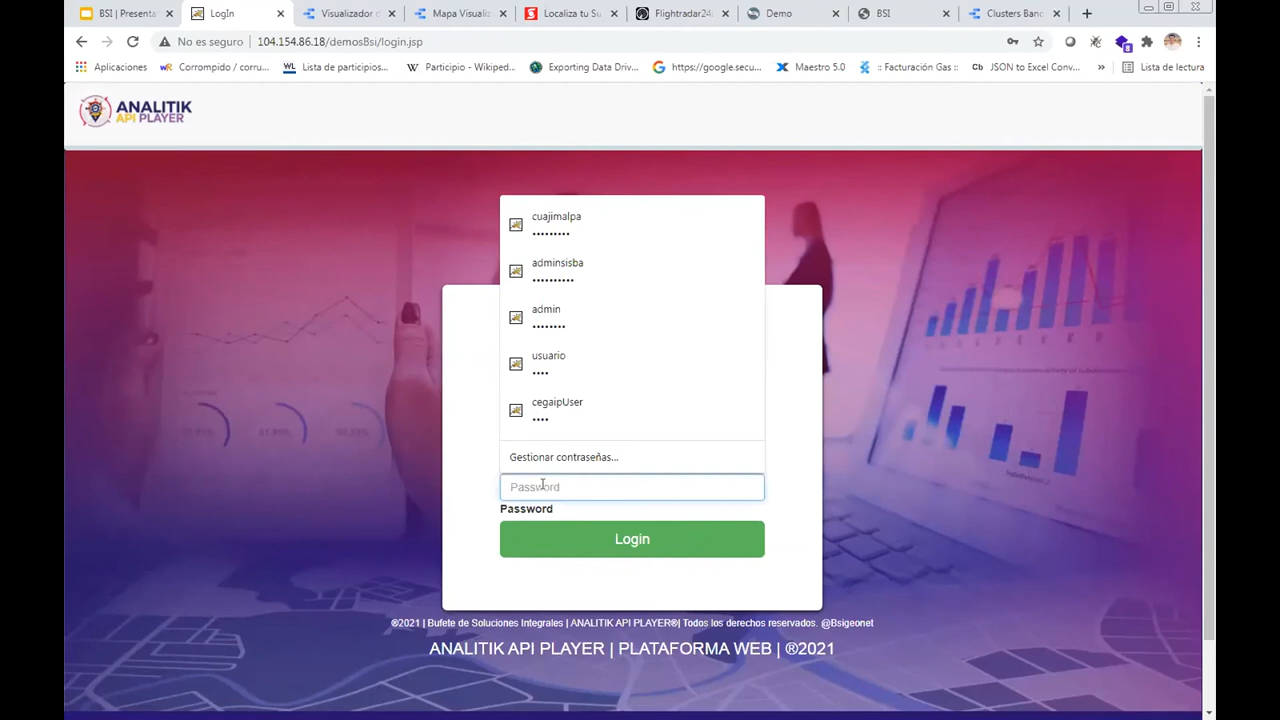 BSI | Presenta
LogIn
Visualizador c
Mapa Visualiz
Localiza tu Su
Flightradar24:
Demo
BSI
Clusters Banc
No es seguro | 104.154.86.18/demosBsi/login.jsp
Aplicaciones
Corrompido / corru...
Lista de participios...
Participio - Wikiped...
Exporting Data Driv...
https://google.secu...
Maestro 5.0
:: Facturación Gas ::
JSON to Excel Conv...
Lista de lectura
ANALITIK
API PLAYER
cuajimalpa
•••••••••
adminsisba
••••••••••
admin
••••••••
usuario
••••
cegaipUser
••••
Gestionar contraseñas...
Password
Password
Login
®2021 | Bufete de Soluciones Integrales | ANALITIK API PLAYER®| Todos los derechos reservados. @Bsigeonet
ANALITIK API PLAYER | PLATAFORMA WEB | ®2021